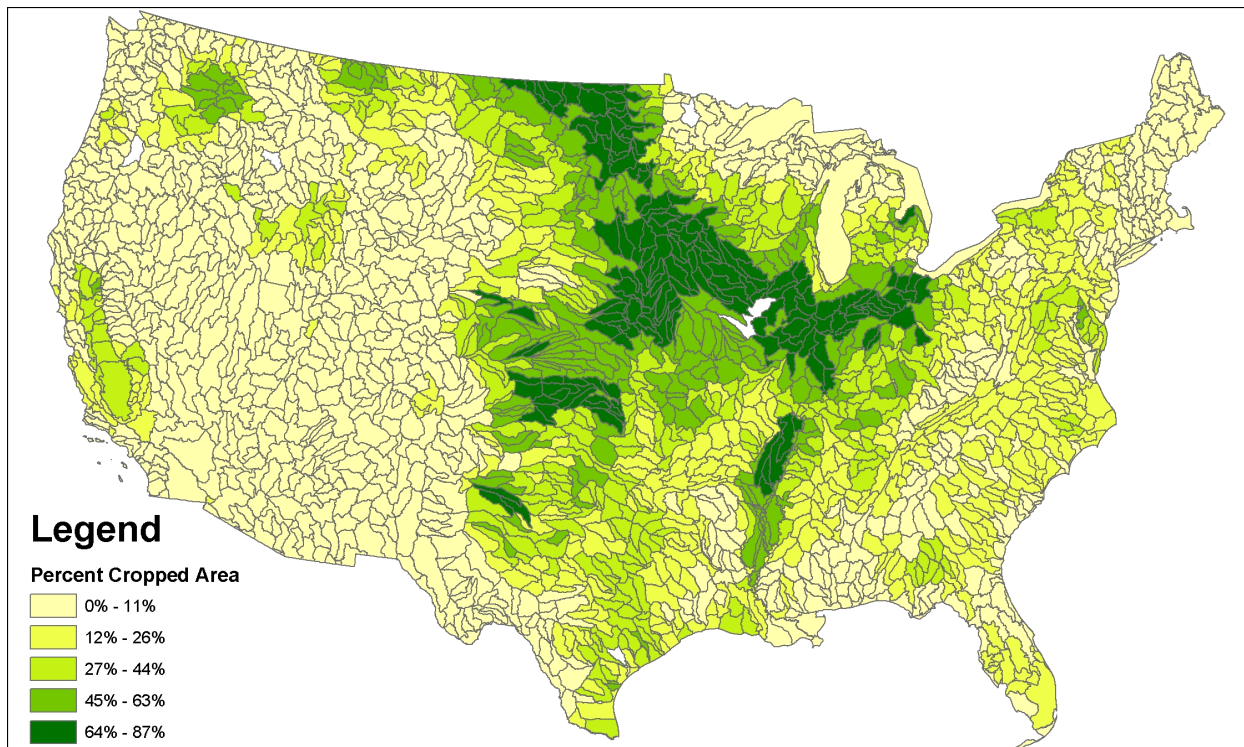 Legend
Percent Cropped Area
0% - 11%
12% - 26%
27% - 44%
45% - 63%
64% - 87%